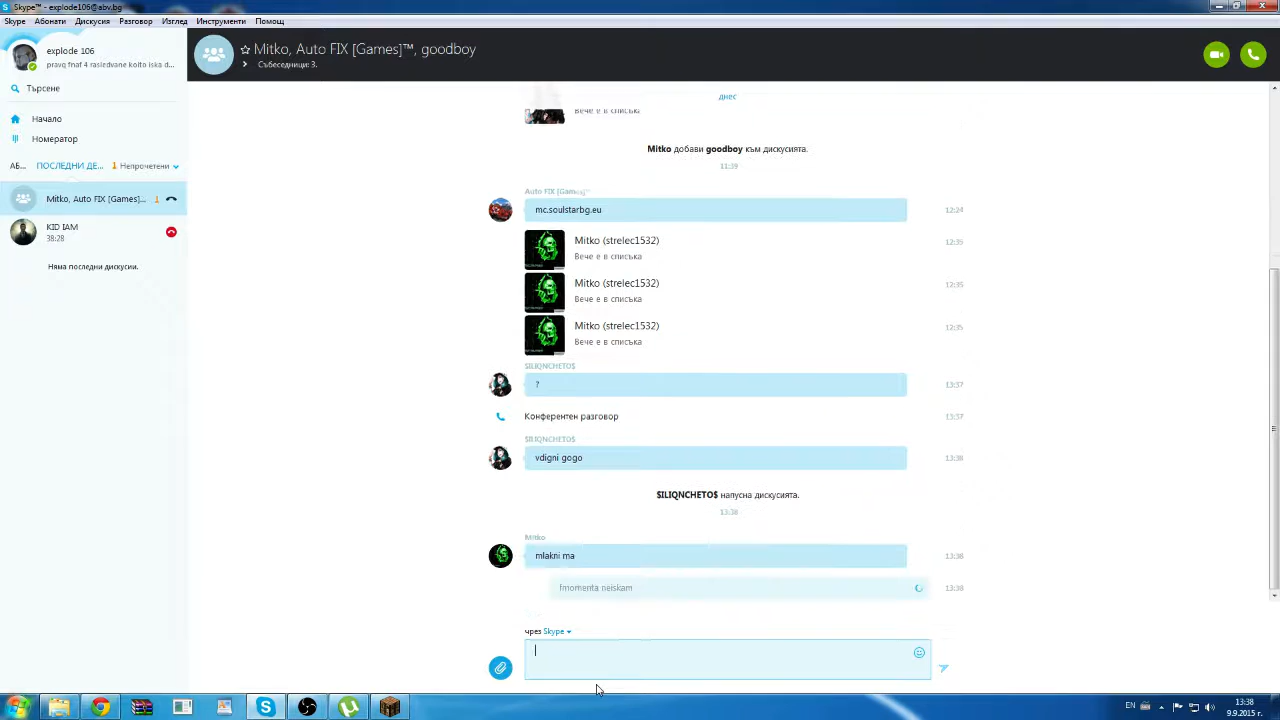 Skype™ - explode106@abv.bg
Skype Абонати Дискусия Разговор Изглед Инструменти Помощ
explode 106
pravq fnaf 4 rasledvane koito iska d...
Търсене
Начало
Номератор
АБ... ПОСЛЕДНИ ДЕ... 1 Непрочетени
Mitko, Auto FIX [Games]... 1
KID IAM
38:28
Няма последни дискусии.
Mitko, Auto FIX [Games]™, goodboy
Събеседници: 3.
днес
Вече е в списъка
Mitko добави goodboy към дискусията.
11:39
Auto FIX [Games]™
mc.soulstarbg.eu 12:24
Mitko (strelec1532) 12:35
Вече е в списъка
Mitko (strelec1532) 12:35
Вече е в списъка
Mitko (strelec1532) 12:35
Вече е в списъка
$ILIQNCHETO$
? 13:37
Конферентен разговор 13:37
$ILIQNCHETO$
vdigni gogo 13:38
$ILIQNCHETO$ напусна дискусията.
13:38
Mitko
mlakni ma 13:38
fmomenta neiskam 13:38
чрез Skype
EN 13:38
9.9.2015 г.